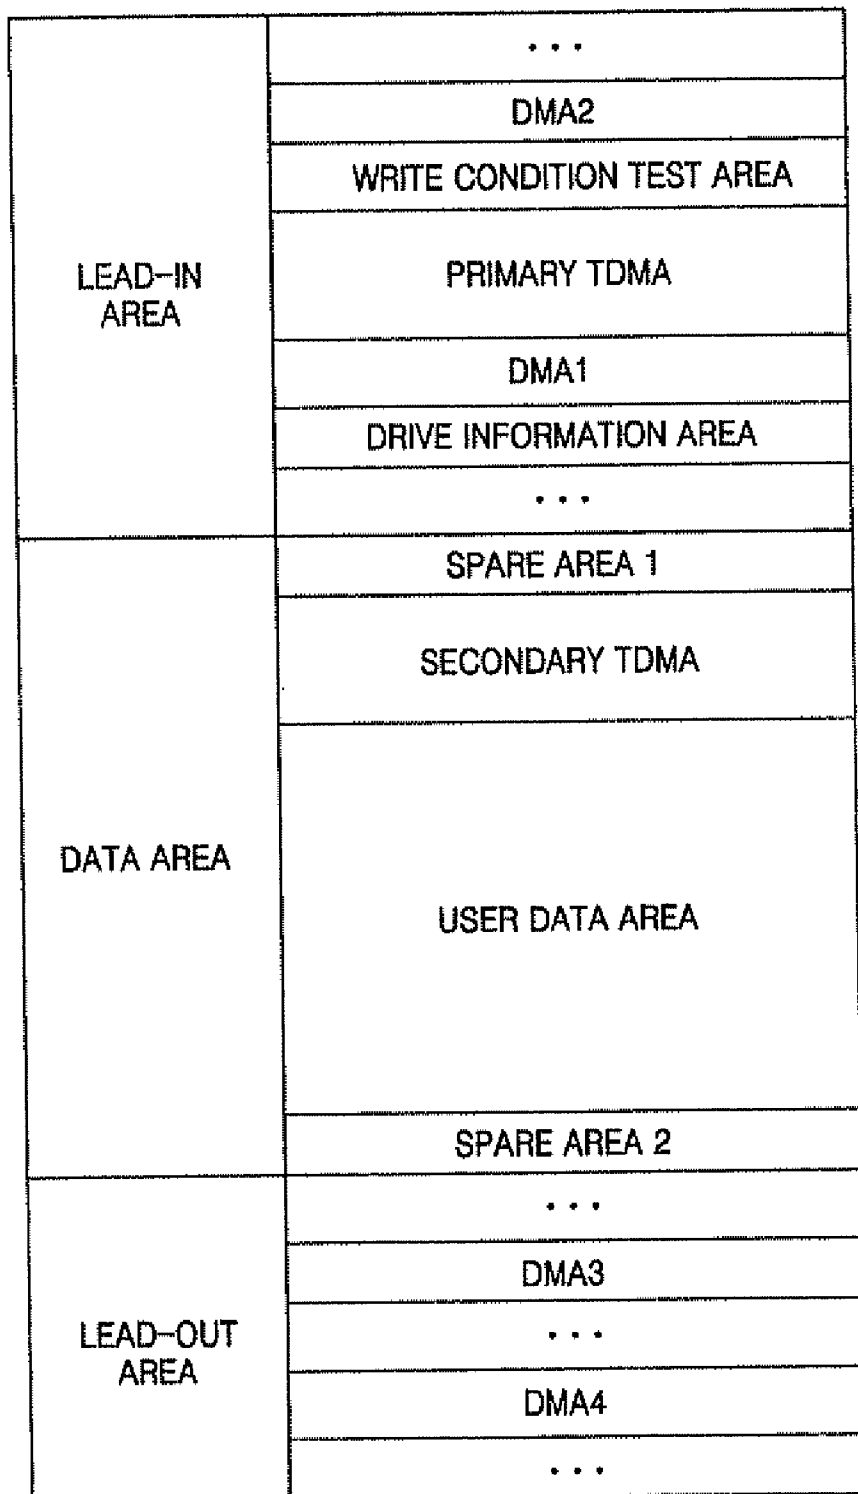 ...
DMA2
WRITE CONDITION TEST AREA
LEAD-IN
AREA
PRIMARY TDMA
DMA1
DRIVE INFORMATION AREA
...
SPARE AREA 1
SECONDARY TDMA
DATA AREA
USER DATA AREA
SPARE AREA 2
...
DMA3
LEAD-OUT
AREA
...
DMA4
...